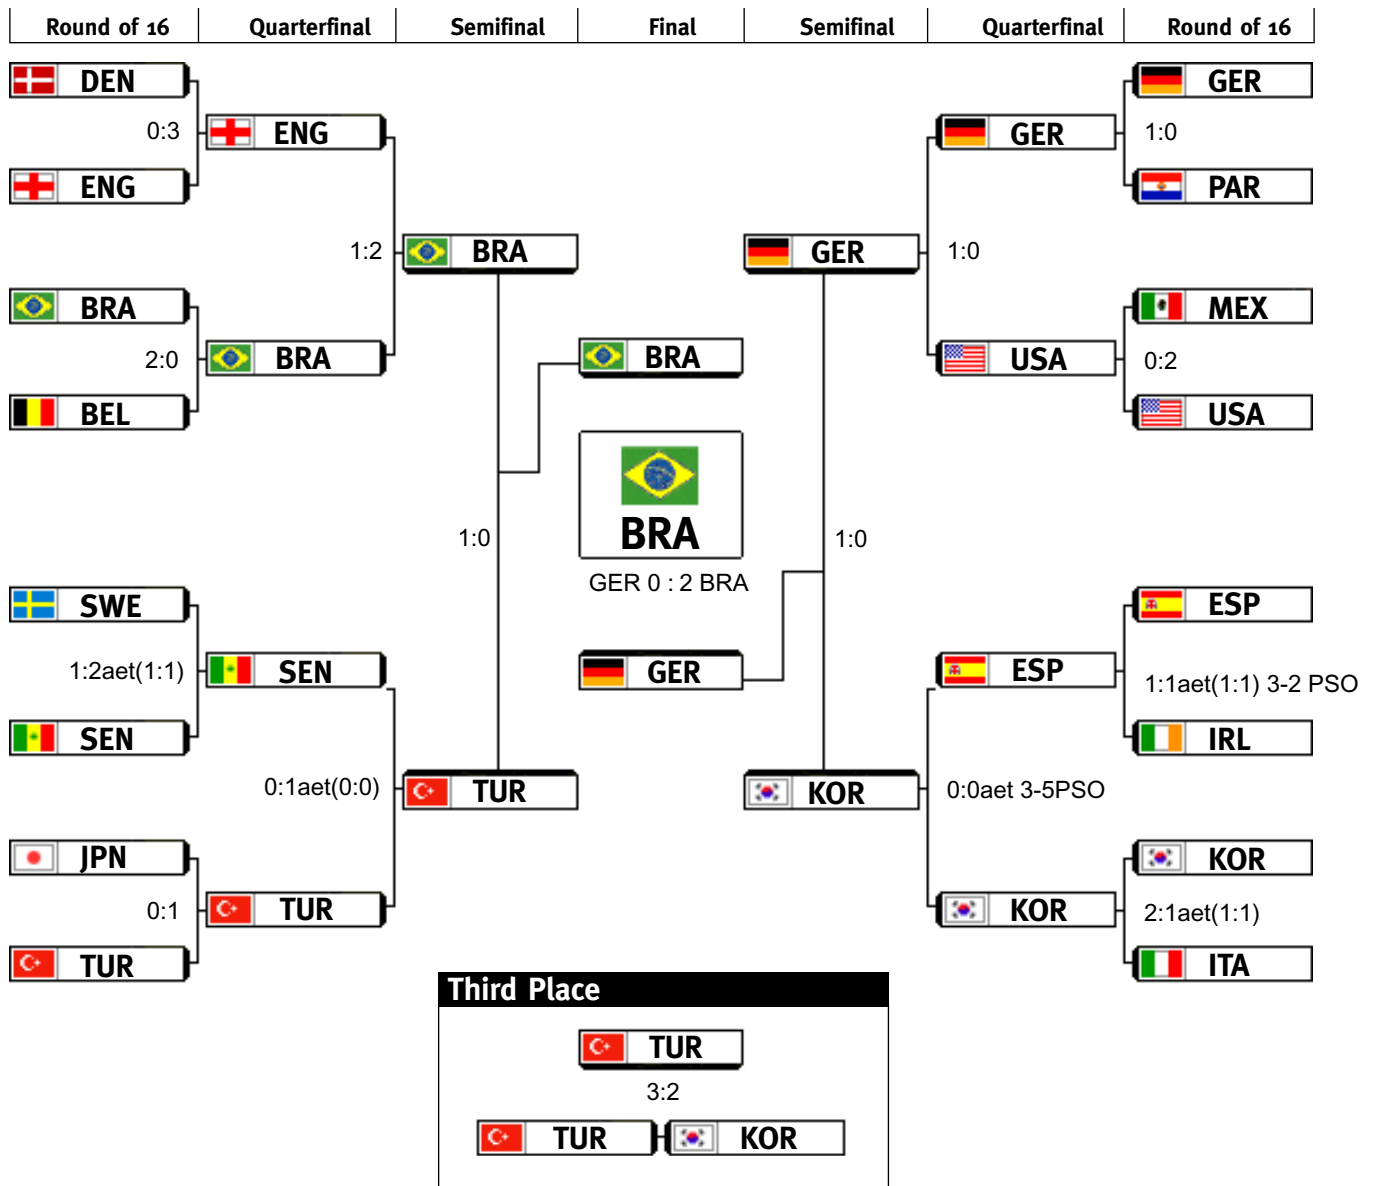 Round of 16 Quarterfinal Semifinal Final Semifinal Quarterfinal Round of 16
DEN GER
0:3 ENG GER 1:0
ENG PAR
1:2 BRA GER 1:0
BRA MEX
2:0 BRA BRA USA 0:2
BEL USA
BRA
1:0 1:0
GER 0 : 2 BRA
SWE ESP
1:2aet(1:1) SEN GER ESP 1:1aet(1:1) 3-2 PSO
SEN IRL
0:1aet(0:0) TUR KOR 0:0aet 3-5PSO
JPN KOR
0:1 TUR KOR 2:1aet(1:1)
TUR ITA
Third Place
TUR
3:2
TUR KOR